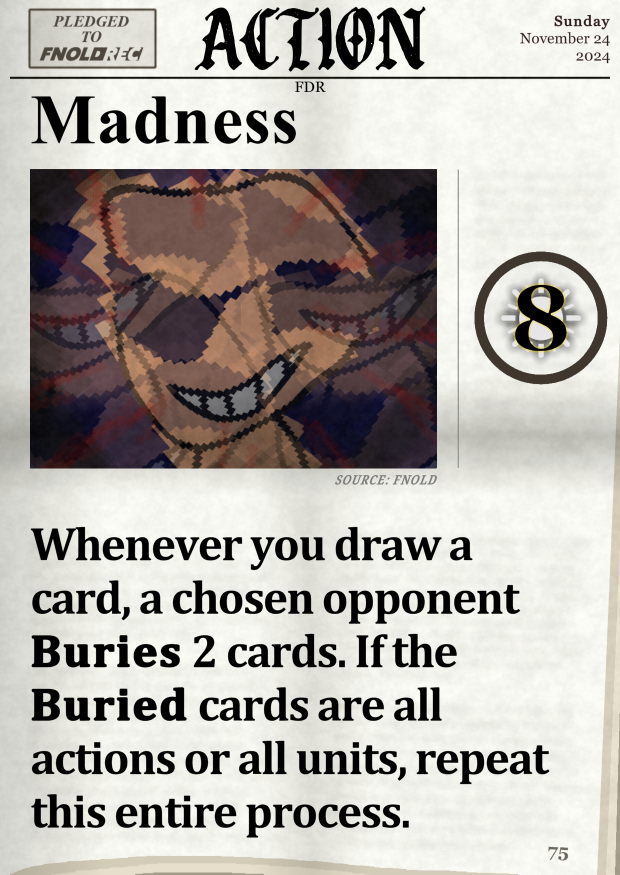 PLEDGED
TO
FNOLDREC
ACTION
Sunday
November 24
2024
FDR
Madness
8
SOURCE: FNOLD
Whenever you draw a
card, a chosen opponent
Buries 2 cards. If the
Buried cards are all
actions or all units, repeat
this entire process.
75